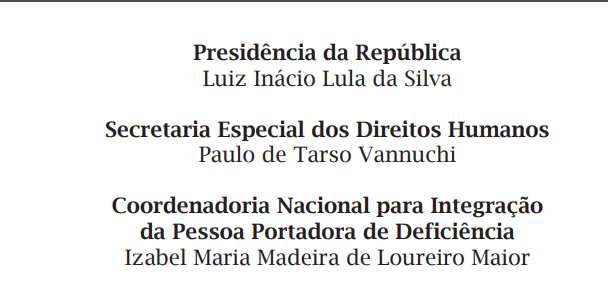 Presidência da República
Luiz Inácio Lula da Silva
Secretaria Especial dos Direitos Humanos
Paulo de Tarso Vannuchi
Coordenadoria Nacional para Integração
da Pessoa Portadora de Deficiência
Izabel Maria Madeira de Loureiro Maior